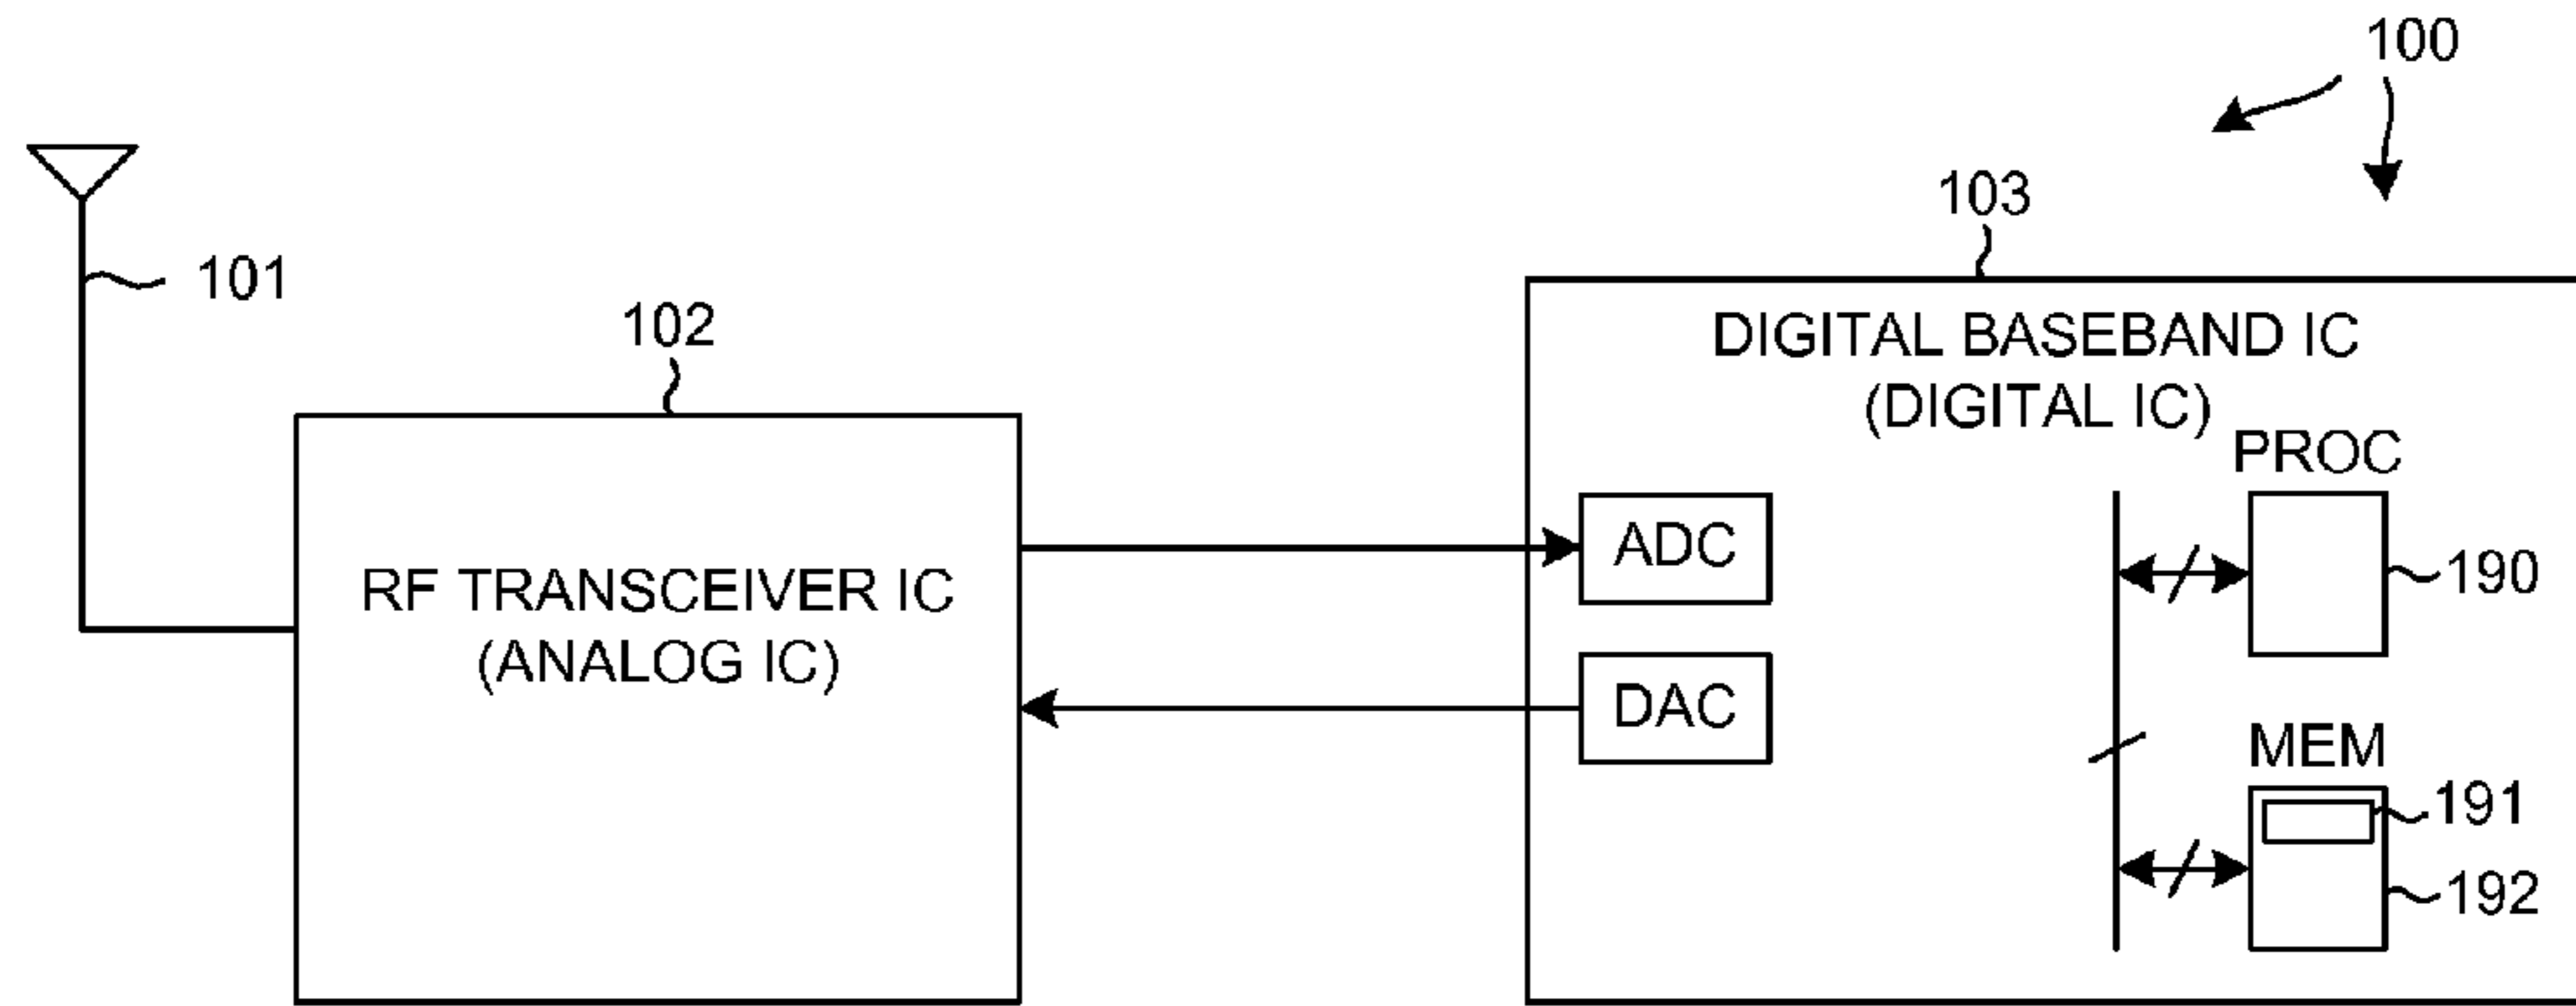 100
103
101
102
DIGITAL BASEBAND IC
(DIGITAL IC)
PROC
ADC
190
RF TRANSCEIVER IC
(ANALOG IC)
DAC
MEM
191
192